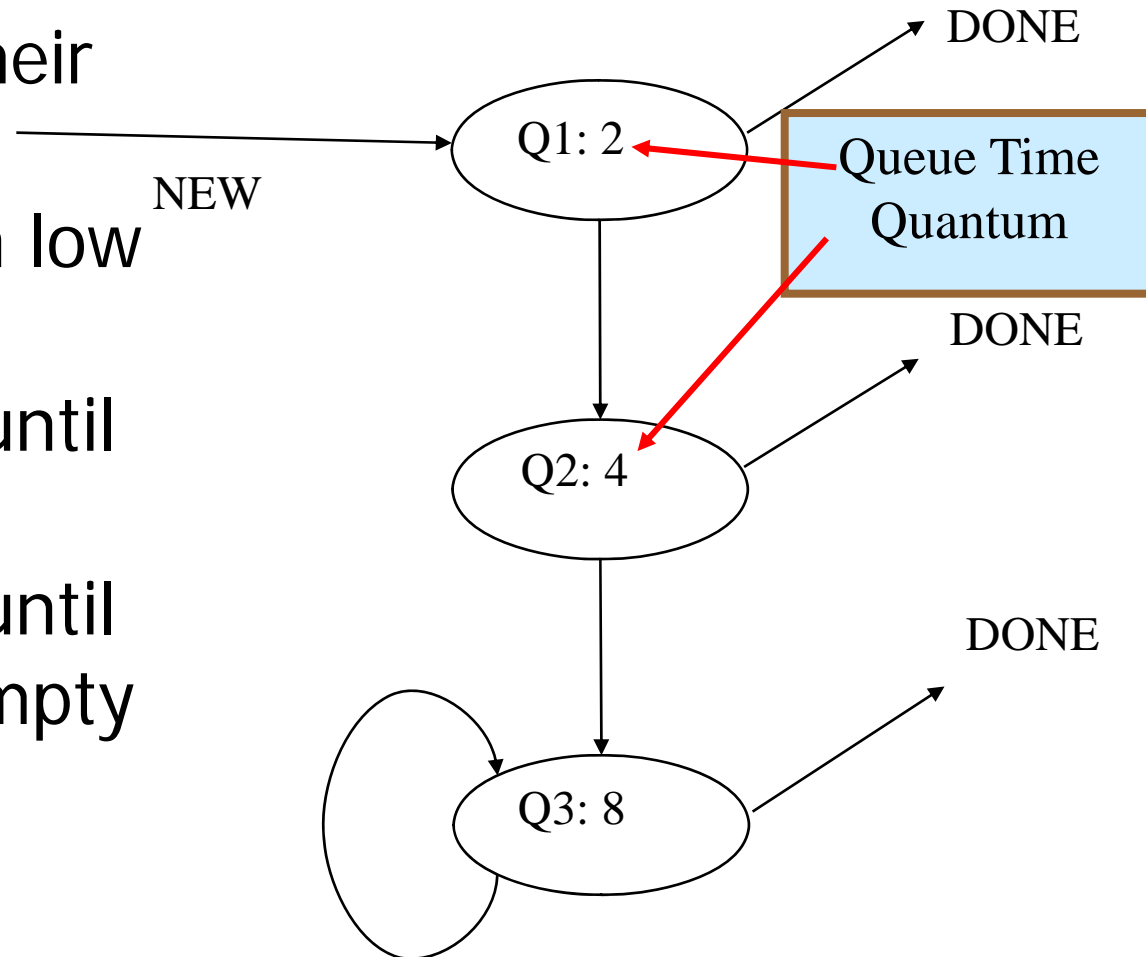 heir
low
until
until
mpty
NEW
DONE
Q1: 2
Queue Time
Quantum
DONE
Q2: 4
DONE
Q3: 8